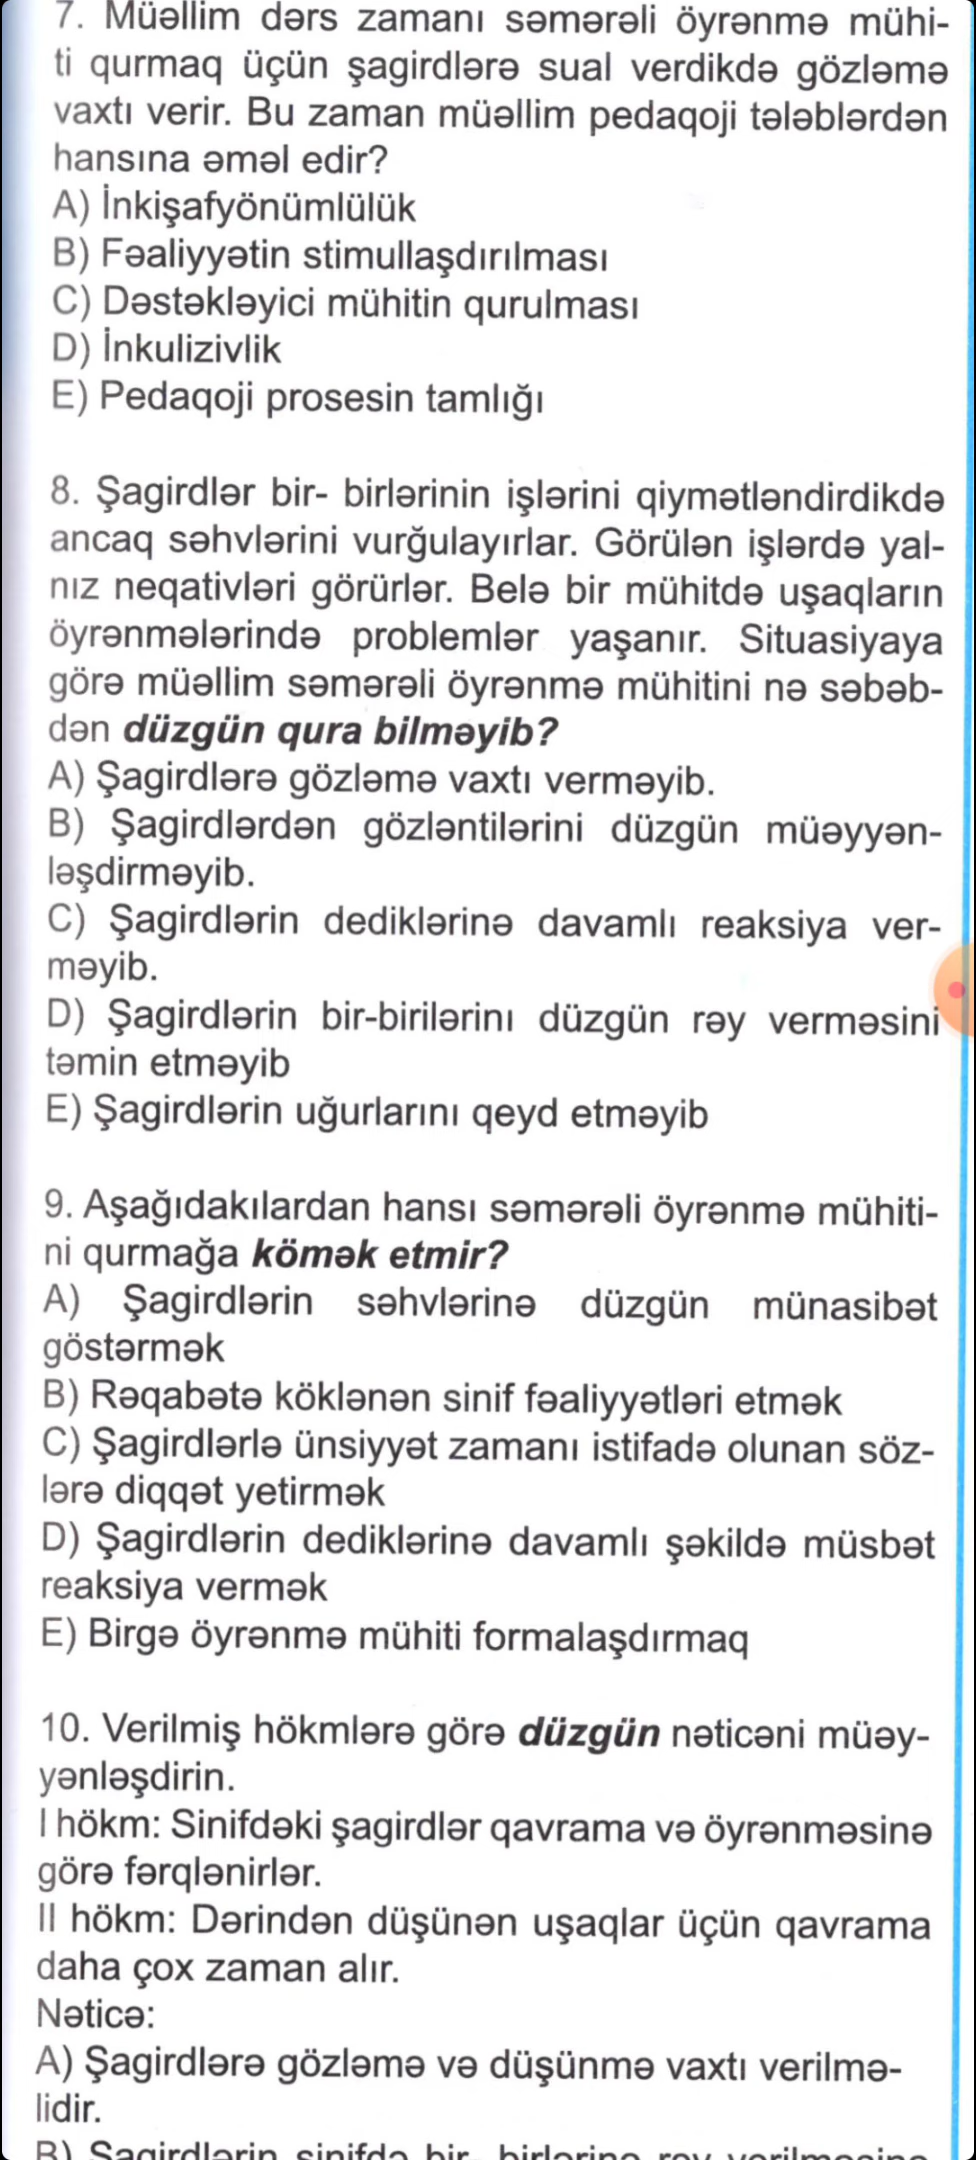 7. Müəllim dərs zamanı səmərəli öyrənmə mühi-
ti qurmaq üçün şagirdlərə sual verdikdə gözləmə
vaxtı verir. Bu zaman müəllim pedaqoji tələblərdən
hansına əməl edir?
A) İnkişafyönümlülük
B) Fəaliyyətin stimullaşdırılması
C) Dəstəkləyici mühitin qurulması
D) İnkulizivlik
E) Pedaqoji prosesin tamlığı
8. Şagirdlər bir- birlərinin işlərini qiymətləndirdikdə
ancaq səhvlərini vurğulayırlar. Görülən işlərdə yal-
nız neqativləri görürlər. Belə bir mühitdə uşaqların
öyrənmələrində problemlər yaşanır. Situasiyaya
görə müəllim səmərəli öyrənmə mühitini nə səbəb-
dən düzgün qura bilməyib?
A) Şagirdlərə gözləmə vaxtı verməyib.
B) Şagirdlərdən gözləntilərini düzgün müəyyən-
ləşdirməyib.
C) Şagirdlərin dediklərinə davamlı reaksiya ver-
məyib.
D) Şagirdlərin bir-birilərinı düzgün rəy verməsini
təmin etməyib
E) Şagirdlərin uğurlarını qeyd etməyib
9. Aşağıdakılardan hansı səmərəli öyrənmə mühiti-
ni qurmağa kömək etmir?
A) Şagirdlərin səhvlərinə düzgün münasibət
göstərmək
B) Rəqabətə köklənən sinif fəaliyyətləri etmək
C) Şagirdlərlə ünsiyyət zamanı istifadə olunan söz-
lərə diqqət yetirmək
D) Şagirdlərin dediklərinə davamlı şəkildə müsbət
reaksiya vermək
E) Birgə öyrənmə mühiti formalaşdırmaq
10. Verilmiş hökmlərə görə düzgün nəticəni müəy-
yənləşdirin.
I hökm: Sinifdəki şagirdlər qavrama və öyrənməsinə
görə fərqlənirlər.
II hökm: Dərindən düşünən uşaqlar üçün qavrama
daha çox zaman alır.
Nəticə:
A) Şagirdlərə gözləmə və düşünmə vaxtı verilmə-
lidir.
B) Şagirdlərin sinifdə bir- birlərinə rəy verilməsinə